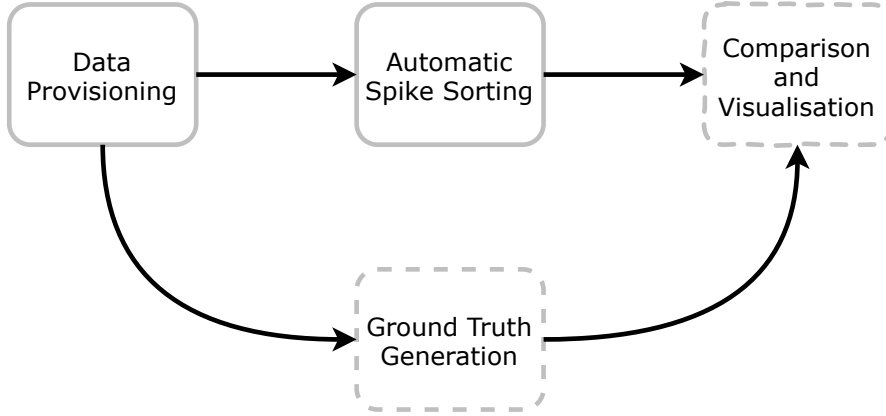 Data
Provisioning
Automatic
Spike Sorting
Comparison
and
Visualisation
Ground Truth
Generation